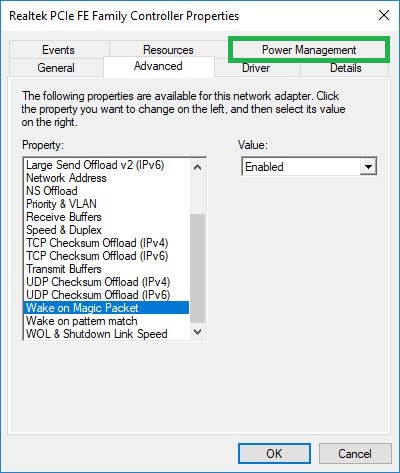 Realtek PCIe FE Family Controller Properties
Events Resources Power Management
General Advanced Driver Details
The following properties are available for this network adapter. Click
the property you want to change on the left, and then select its value
on the right.
Property: Value:
Large Send Offload v2 (IPv6) Enabled
Network Address
NS Offload
Priority & VLAN
Receive Buffers
Speed & Duplex
TCP Checksum Offload (IPv4)
TCP Checksum Offload (IPv6)
Transmit Buffers
UDP Checksum Offload (IPv4)
UDP Checksum Offload (IPv6)
Wake on Magic Packet
Wake on pattern match
WOL & Shutdown Link Speed
OK Cancel